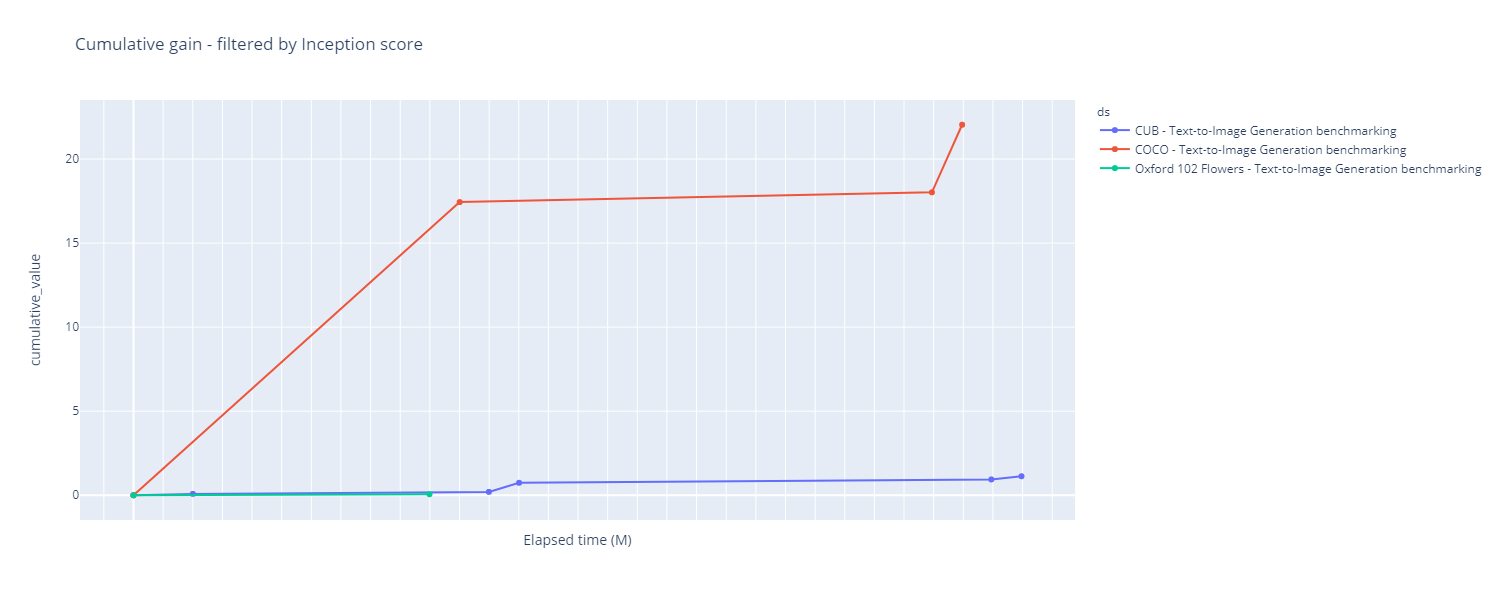 Cumulative gain - filtered by Inception score
ds
CUB - Text-to-Image Generation benchmarking
COCO - Text-to-Image Generation benchmarking
Oxford 102 Flowers - Text-to-Image Generation benchmarking
20
15
10
5
0
cumulative_value
Elapsed time (M)